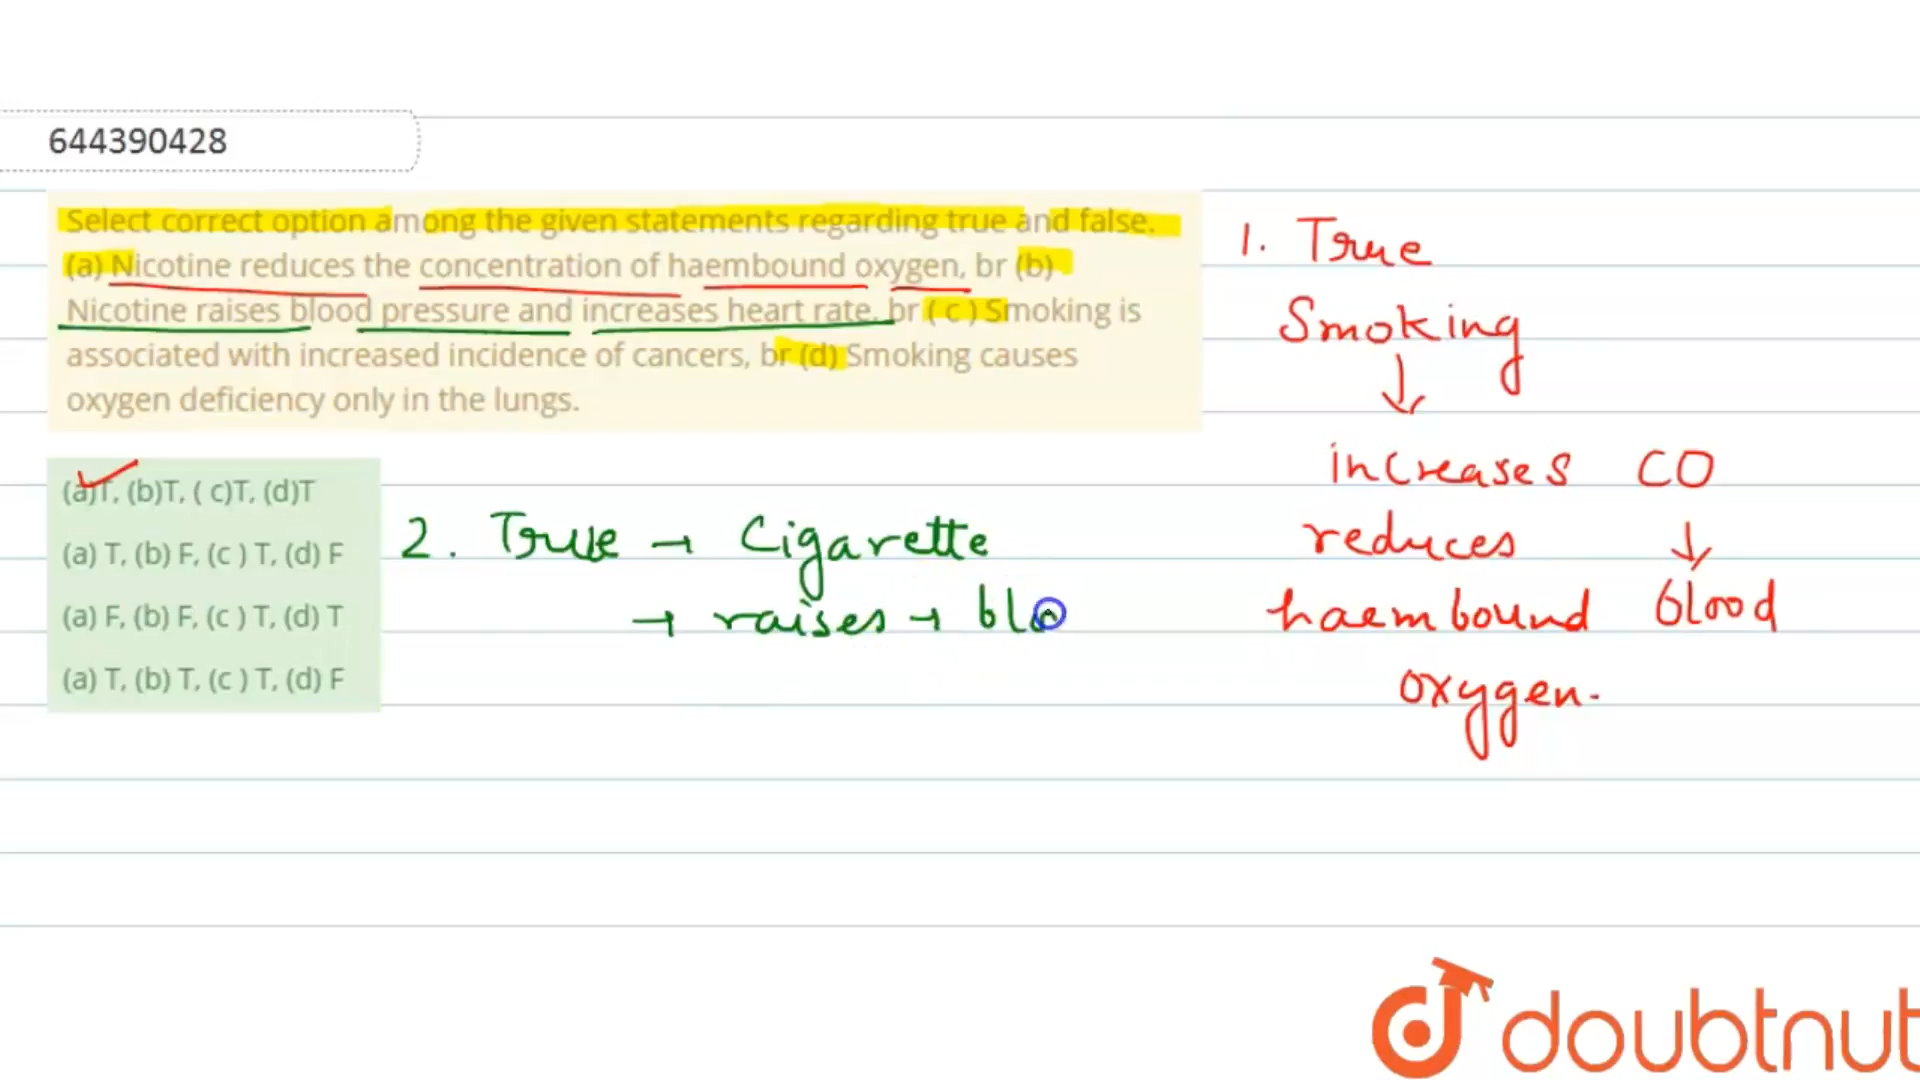 644390428
Select correct option among the given statements regarding true and false.
(a) Nicotine reduces the concentration of haembound oxygen, br (b)
Nicotine raises blood pressure and increases heart rate. br ( c ) Smoking is
associated with increased incidence of cancers, br (d) Smoking causes
oxygen deficiency only in the lungs.
(a)T, (b)T, ( c)T, (d)T
(a) T, (b) F, (c ) T, (d) F
(a) F, (b) F, (c ) T, (d) T
(a) T, (b) T, (c ) T, (d) F
2. True → Cigarette
→ raises → blo
1. True
Smoking
↓
increases CO
reduces ↓
haembound blood
oxygen.
doubtnut